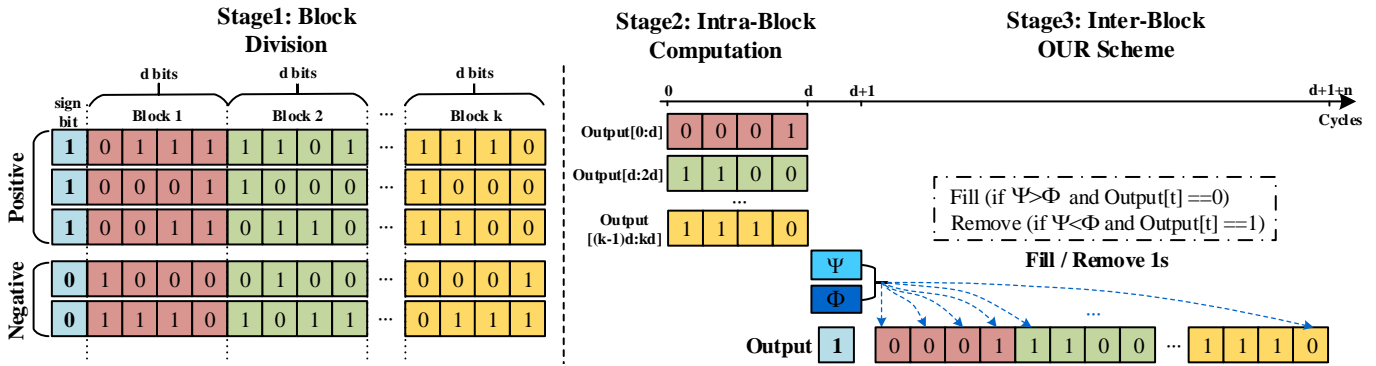 Stage1: Block
Division
Stage2: Intra-Block
Computation
Stage3: Inter-Block
OUR Scheme
d bits
d bits
d bits
sign
bit
Block 1
Block 2
...
Block k
Positive
1 0 1 1 1 1 1 0 1 ... 1 1 1 0
1 0 0 0 1 1 0 0 0 ... 1 0 0 0
1 0 0 1 1 0 1 1 0 ... 1 1 0 0
Negative
0 1 0 0 0 0 1 0 0 ... 0 0 0 1
0 1 1 1 0 1 0 1 1 ... 0 1 1 1
0 d d+1 d+1+n
Cycles
Output[0:d] 0 0 0 1
Output[d:2d] 1 1 0 0
...
Output
[(k-1)d:kd] 1 1 1 0
Fill (if Ψ>Φ and Output[t] ==0)
Remove (if Ψ<Φ and Output[t] ==1)
Fill / Remove 1s
Ψ
Φ
...
Output 1 0 0 0 1 1 1 0 0 ... 1 1 1 0